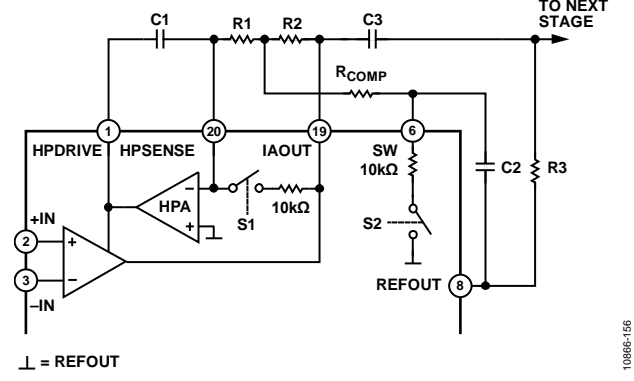 TO NEXT
STAGE
C1
R1
R2
C3
RCOMP
1
20
19
6
HPDRIVE
HPSENSE
IAOUT
SW
10kΩ
C2
R3
HPA
−
+
S1
10kΩ
S2
+IN
2
+
3
−
−IN
REFOUT
8
⊥ = REFOUT
10866-156